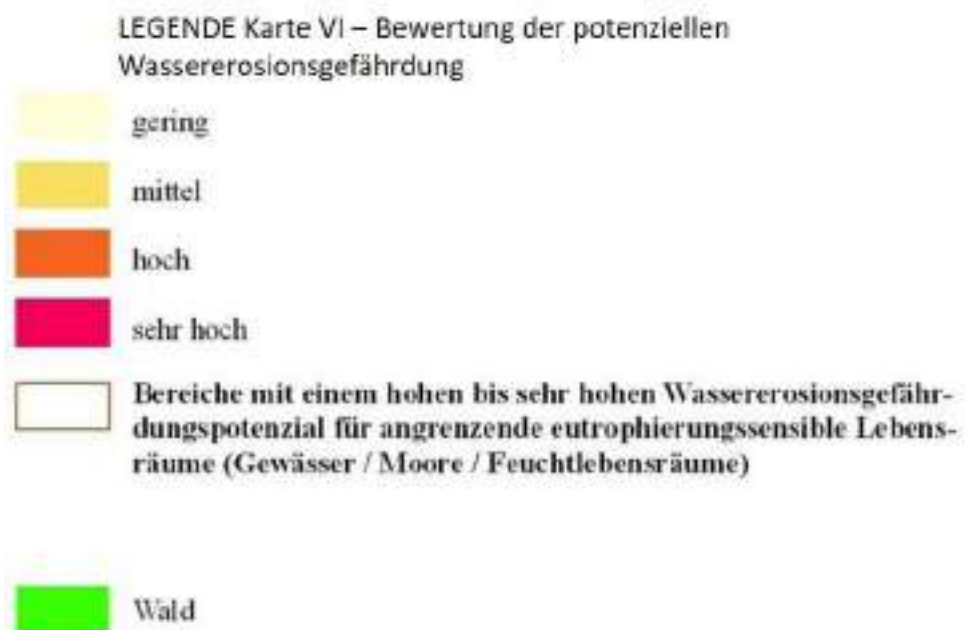 LEGENDE Karte VI – Bewertung der potenziellen
Wassererosionsgefährdung
gering
mittel
hoch
sehr hoch
Bereiche mit einem hohen bis sehr hohen Wassererosionsgefähr-
dungspotenzial für angrenzende eutrophierungssensible Lebens-
räume (Gewässer / Moore / Feuchtlebensräume)
Wald